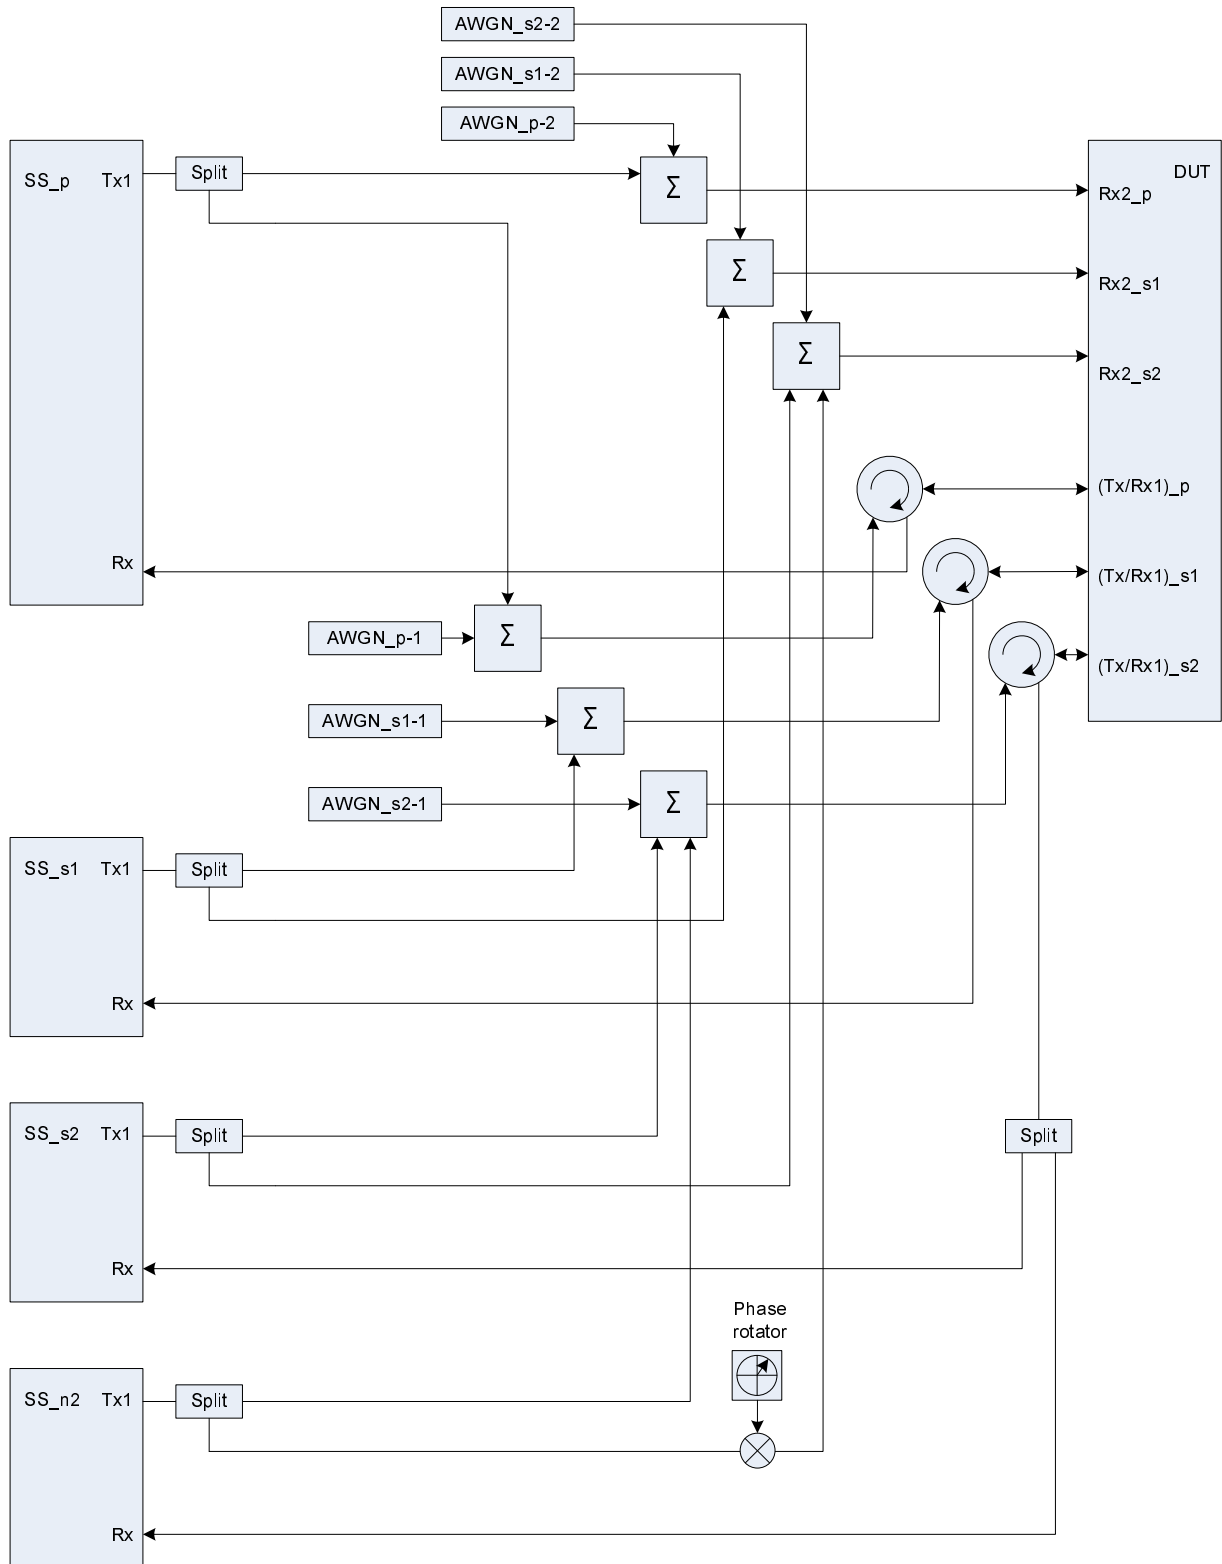 AWGN_s2-2
AWGN_s1-2
AWGN_p-2
SS_p Tx1
Split
Σ
DUT
Rx2_p
Σ
Rx2_s1
Σ
Rx2_s2
(Tx/Rx1)_p
Rx
(Tx/Rx1)_s1
AWGN_p-1
Σ
(Tx/Rx1)_s2
AWGN_s1-1
Σ
AWGN_s2-1
Σ
SS_s1 Tx1
Split
Rx
SS_s2 Tx1
Split
Split
Rx
Phase
rotator
SS_n2 Tx1
Split
Rx